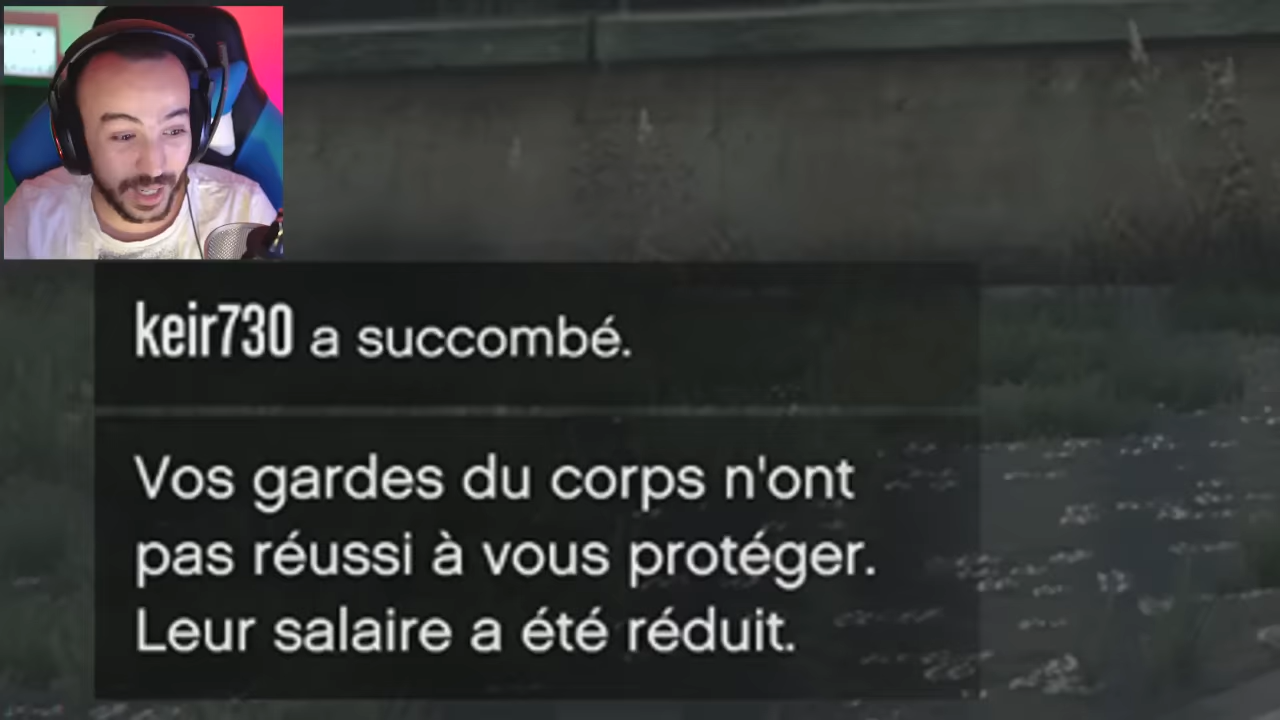 keir730 a succombé.
Vos gardes du corps n'ont
pas réussi à vous protéger.
Leur salaire a été réduit.